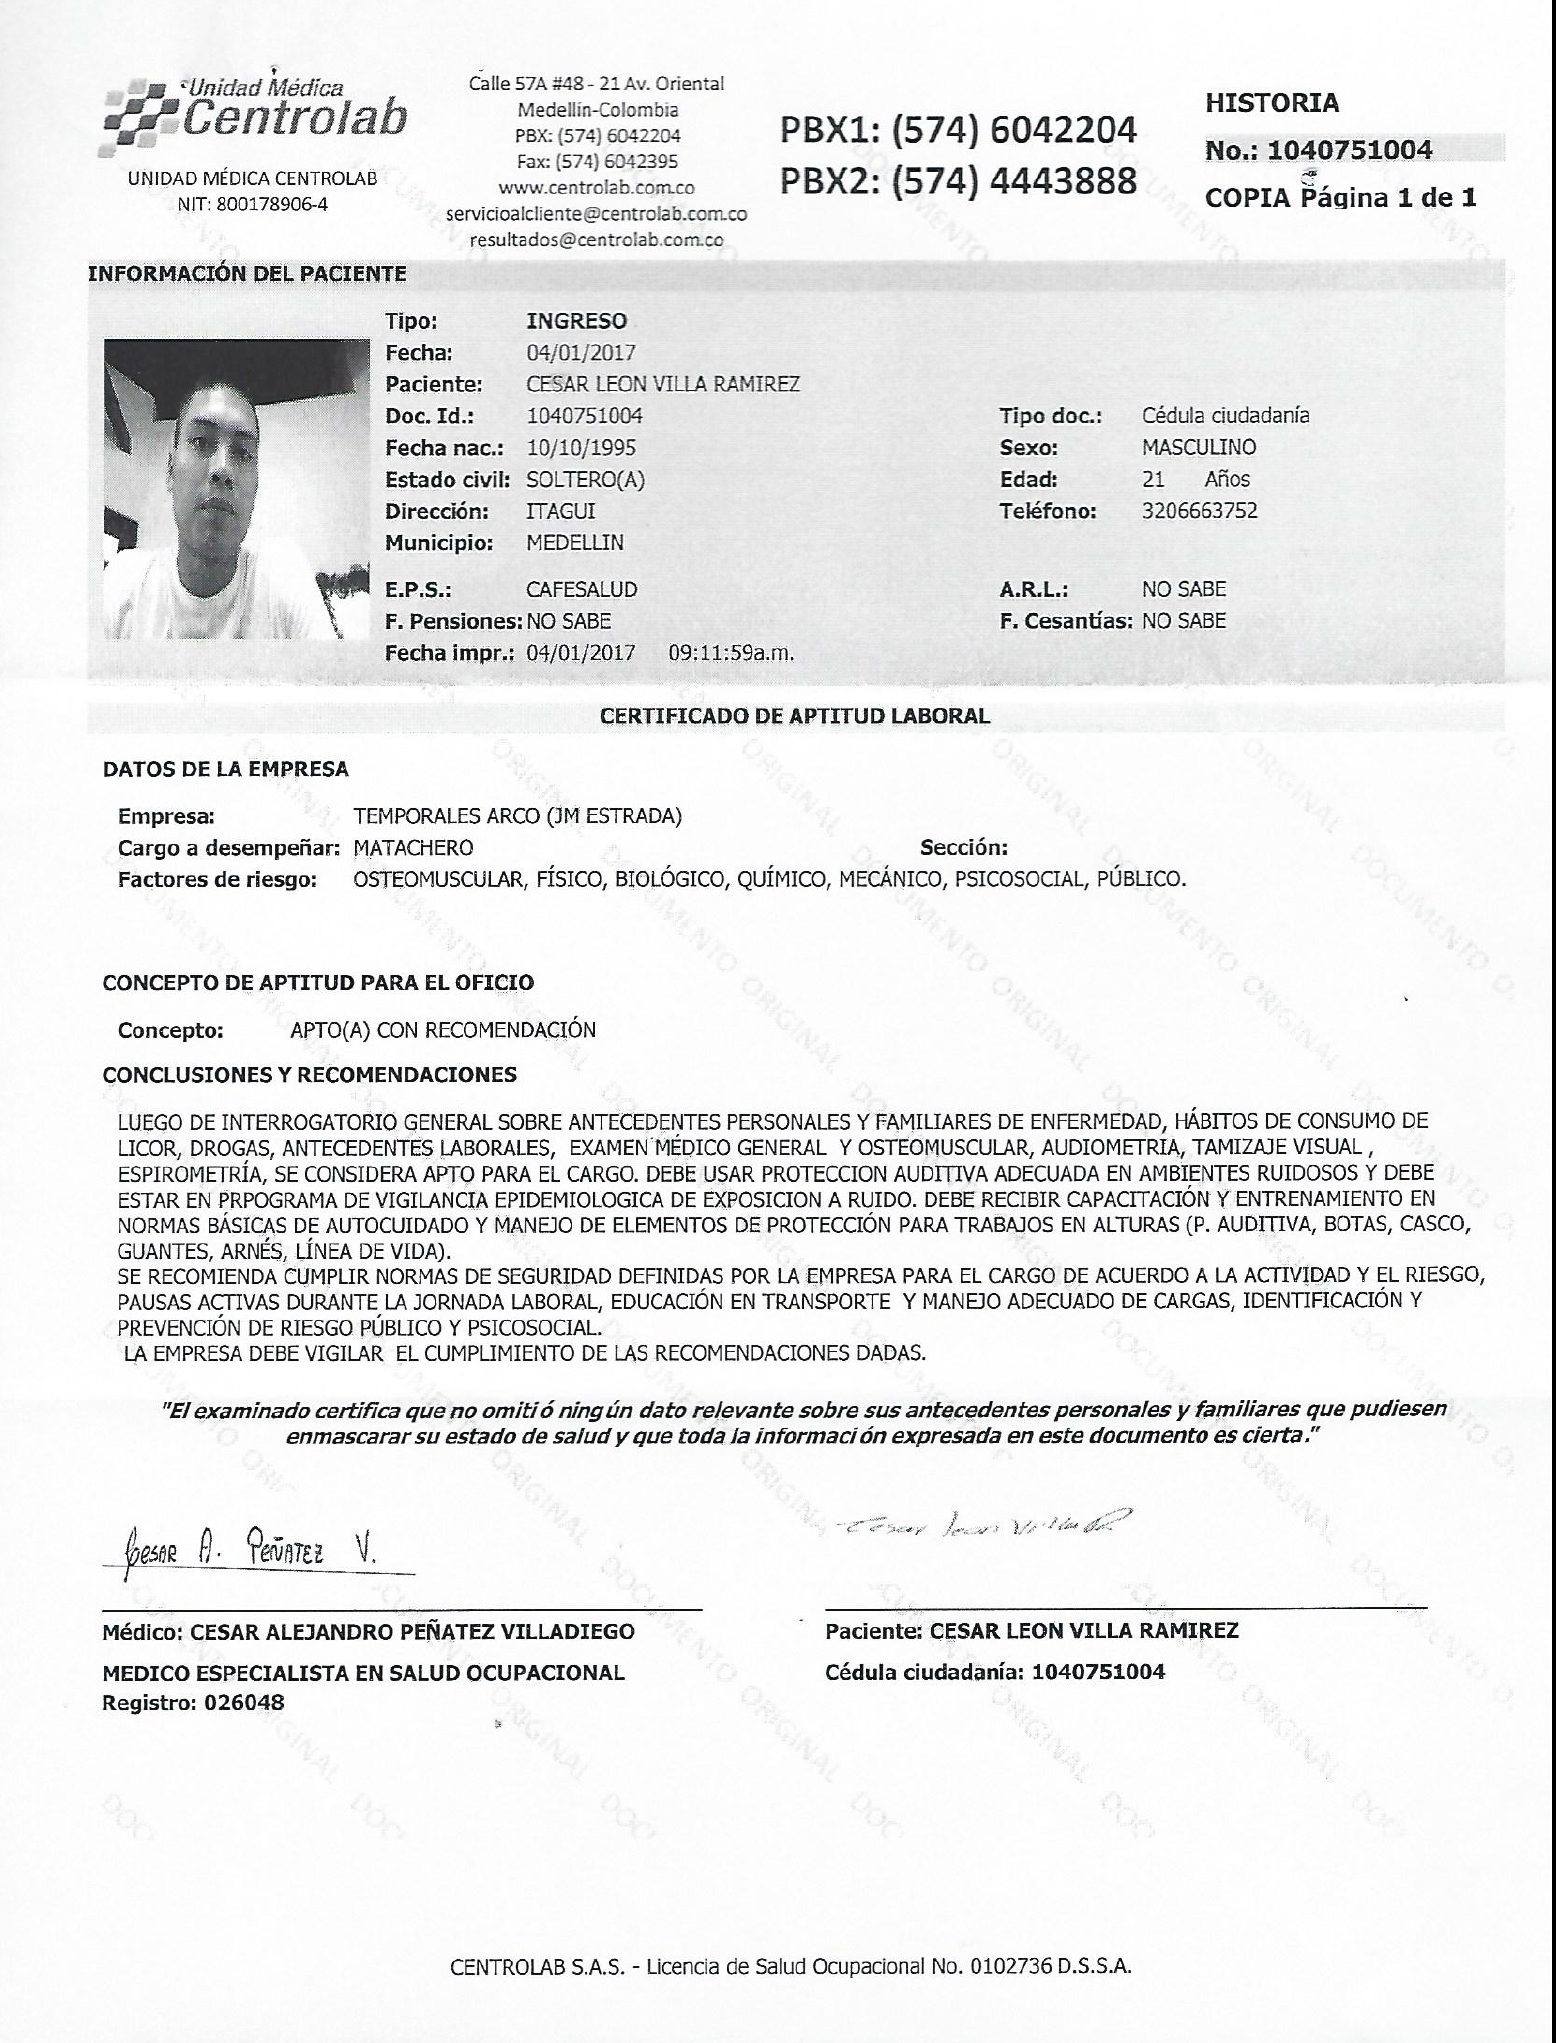 Unidad Médica
Centrolab
UNIDAD MÉDICA CENTROLAB
NIT: 800178906-4
Calle 57A #48 - 21 Av. Oriental
Medellín-Colombia
PBX: (574) 6042204
Fax: (574) 6042395
www.centrolab.com.co
servicioalcliente@centrolab.com.co
resultados@centrolab.com.co
PBX1: (574) 6042204
PBX2: (574) 4443888
HISTORIA
No.: 1040751004
COPIA Página 1 de 1
INFORMACIÓN DEL PACIENTE
Tipo: INGRESO
Fecha: 04/01/2017
Paciente: CESAR LEON VILLA RAMIREZ
Doc. Id.: 1040751004 Tipo doc.: Cédula ciudadanía
Fecha nac.: 10/10/1995 Sexo: MASCULINO
Estado civil: SOLTERO(A) Edad: 21 Años
Dirección: ITAGUI Teléfono: 3206663752
Municipio: MEDELLIN
E.P.S.: CAFESALUD A.R.L.: NO SABE
F. Pensiones: NO SABE F. Cesantías: NO SABE
Fecha impr.: 04/01/2017 09:11:59a.m.
CERTIFICADO DE APTITUD LABORAL
DATOS DE LA EMPRESA
Empresa: TEMPORALES ARCO (JM ESTRADA)
Cargo a desempeñar: MATACHERO Sección:
Factores de riesgo: OSTEOMUSCULAR, FÍSICO, BIOLÓGICO, QUÍMICO, MECÁNICO, PSICOSOCIAL, PÚBLICO.
CONCEPTO DE APTITUD PARA EL OFICIO
Concepto: APTO(A) CON RECOMENDACIÓN
CONCLUSIONES Y RECOMENDACIONES
LUEGO DE INTERROGATORIO GENERAL SOBRE ANTECEDENTES PERSONALES Y FAMILIARES DE ENFERMEDAD, HÁBITOS DE CONSUMO DE
LICOR, DROGAS, ANTECEDENTES LABORALES, EXAMEN MÉDICO GENERAL Y OSTEOMUSCULAR, AUDIOMETRÍA, TAMIZAJE VISUAL ,
ESPIROMETRÍA, SE CONSIDERA APTO PARA EL CARGO. DEBE USAR PROTECCION AUDITIVA ADECUADA EN AMBIENTES RUIDOSOS Y DEBE
ESTAR EN PRPOGRAMA DE VIGILANCIA EPIDEMIOLOGICA DE EXPOSICION A RUIDO. DEBE RECIBIR CAPACITACIÓN Y ENTRENAMIENTO EN
NORMAS BÁSICAS DE AUTOCUIDADO Y MANEJO DE ELEMENTOS DE PROTECCIÓN PARA TRABAJOS EN ALTURAS (P. AUDITIVA, BOTAS, CASCO,
GUANTES, ARNÉS, LÍNEA DE VIDA).
SE RECOMIENDA CUMPLIR NORMAS DE SEGURIDAD DEFINIDAS POR LA EMPRESA PARA EL CARGO DE ACUERDO A LA ACTIVIDAD Y EL RIESGO,
PAUSAS ACTIVAS DURANTE LA JORNADA LABORAL, EDUCACIÓN EN TRANSPORTE Y MANEJO ADECUADO DE CARGAS, IDENTIFICACIÓN Y
PREVENCIÓN DE RIESGO PÚBLICO Y PSICOSOCIAL.
LA EMPRESA DEBE VIGILAR EL CUMPLIMIENTO DE LAS RECOMENDACIONES DADAS.
"El examinado certifica que no omitió ningún dato relevante sobre sus antecedentes personales y familiares que pudiesen
enmascarar su estado de salud y que toda la información expresada en este documento es cierta."
Cesar A. Peñatez V.
Cesar leon Villa R
Médico: CESAR ALEJANDRO PEÑATEZ VILLADIEGO
Paciente: CESAR LEON VILLA RAMIREZ
MEDICO ESPECIALISTA EN SALUD OCUPACIONAL
Cédula ciudadanía: 1040751004
Registro: 026048
CENTROLAB S.A.S. - Licencia de Salud Ocupacional No. 0102736 D.S.S.A.
DOCUMENTO ORIGINAL